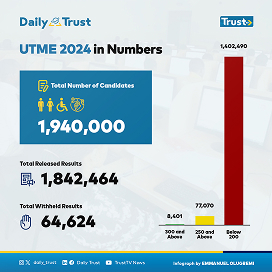 Daily Trust
Trust
UTME 2024 in Numbers
Total Number of Candidates
1,940,000
Total Released Results
1,842,464
Total Withheld Results
64,624
1,402,490
77,070
8,401
300 and Above
250 and Above
Below 200
daily_trust
Daily Trust
TrustTV News
Infograph by EMMANUEL OLUGREMI